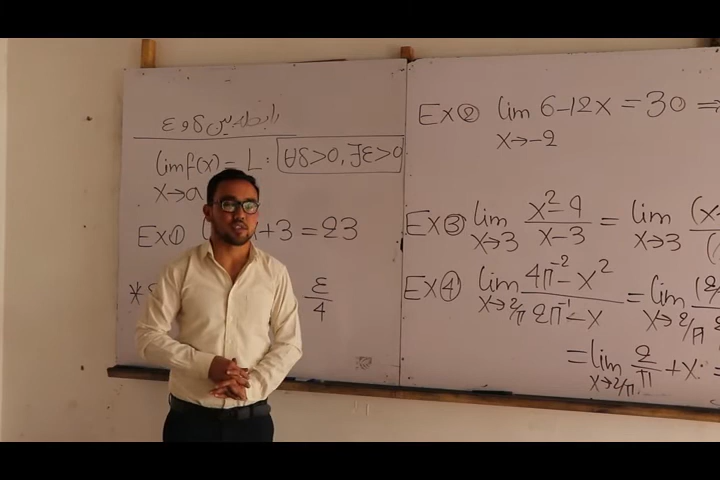 رابطه بین δ و ε
lim f(x) = L : ∀δ>0, ∃ε>0
x→a
Ex① +3 = 23
*
ε/4
Ex② lim 6-12x = 30 ⇒
x→-2
Ex③ lim x²-9 / x-3 = lim (x
x→3 x→3
Ex④ lim 4π⁻²-x² / 2π⁻¹-x = lim (2/
x→2/π x→2/π
= lim 2/π + x =
x→2/π